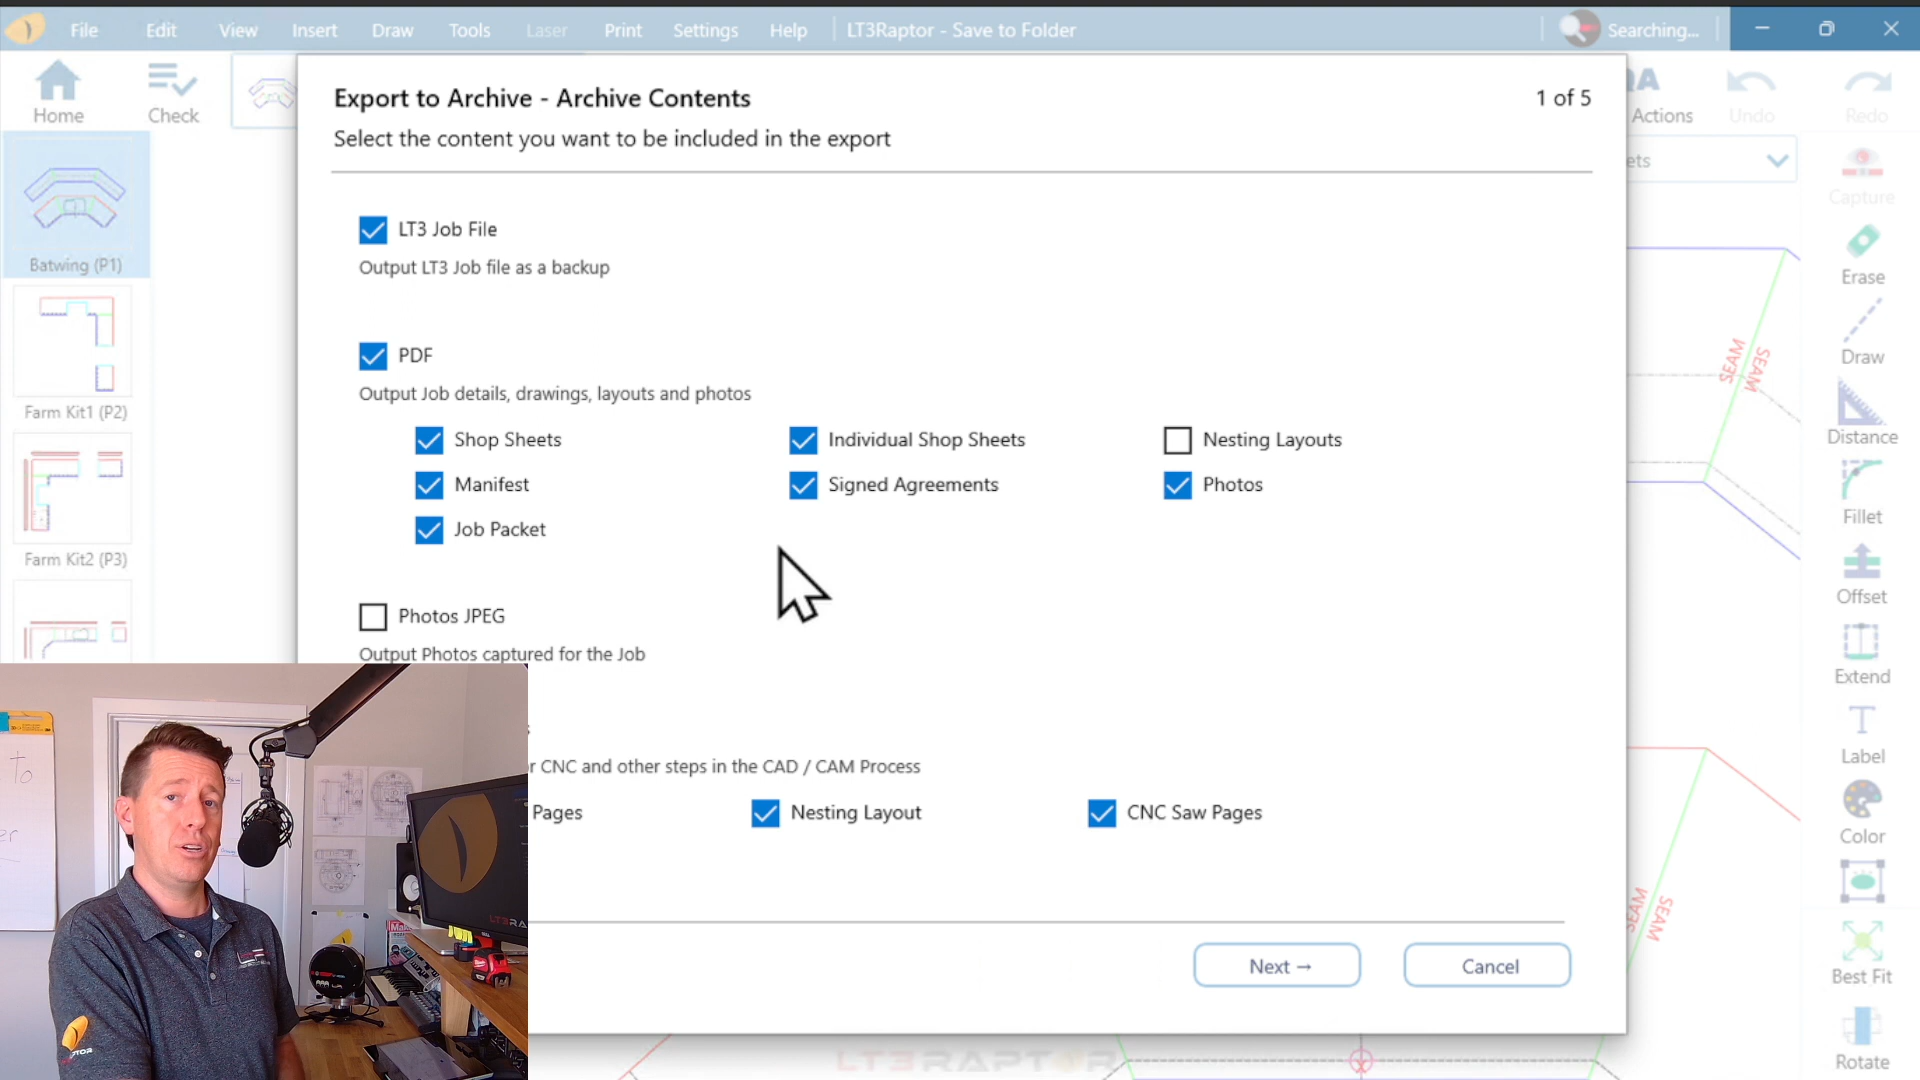 File Edit View Insert Draw Tools Laser Print Settings Help LT3Raptor - Save to Folder Searching...
Home Check Actions Undo Redo
Export to Archive - Archive Contents 1 of 5
Select the content you want to be included in the export
ets
Capture
LT3 Job File
Output LT3 Job file as a backup
Batwing (P1)
Erase
PDF
Output Job details, drawings, layouts and photos
SEAM
SEAM
Draw
Farm Kit1 (P2)
Shop Sheets Individual Shop Sheets Nesting Layouts
Distance
Manifest Signed Agreements Photos
Fillet
Job Packet
Farm Kit2 (P3)
Offset
Photos JPEG
Output Photos captured for the Job
Extend
Label
r CNC and other steps in the CAD / CAM Process
Pages Nesting Layout CNC Saw Pages
Color
SEAM
SEAM
Next → Cancel
Best Fit
LT3RAPTOR
Rotate
To
er